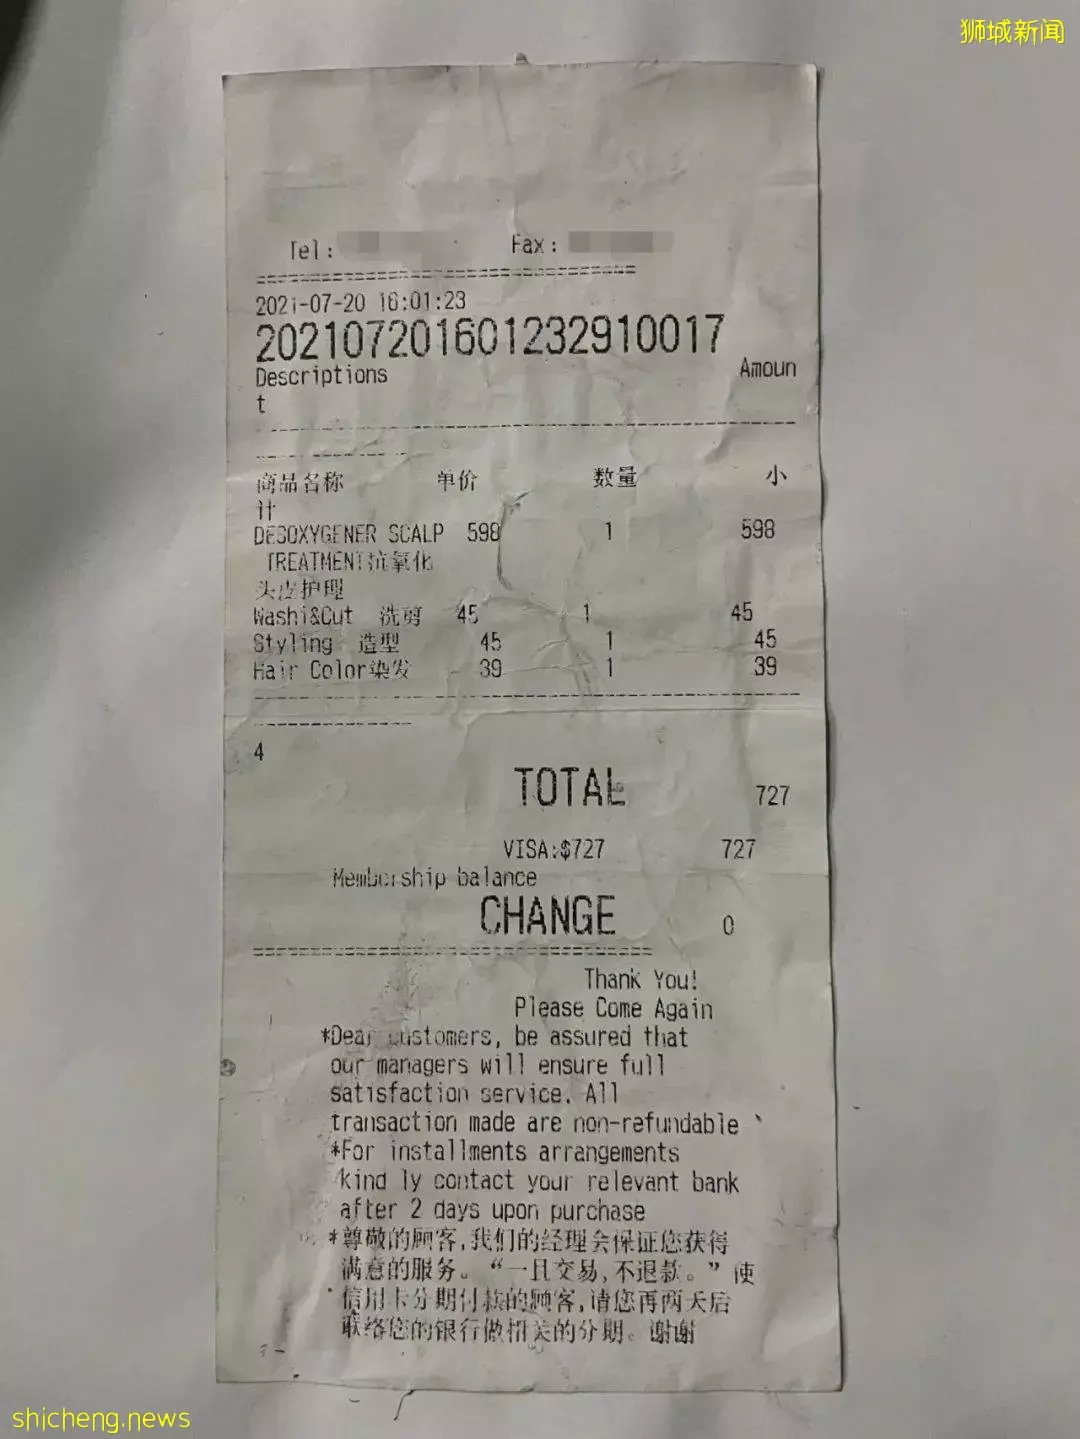 狮城新闻
Tel:
Fax:
==================================
2021-07-20 16:01:23
202107201601232910017
Descriptions Amoun
t
商品名称 单价 数量 小
计
DESOXYGENER SCALP 598 1 598
TREATMENT抗氧化
头皮护理
Washi&Cut 洗剪 45 1 45
Styling 造型 45 1 45
Hair Color染发 39 1 39
4
TOTAL 727
VISA:$727 727
Membership balance
CHANGE 0
==================================
Thank You!
Please Come Again
*Dear customers, be assured that
our managers will ensure full
satisfaction service. All
transaction made are non-refundable
*For installments arrangements
kind ly contact your relevant bank
after 2 days upon purchase
*尊敬的顾客,我们的经理会保证您获得
满意的服务。“一旦交易,不退款。”使
信用卡分期付款的顾客,请您再两天后
联络您的银行做相关的分期。谢谢
shicheng.news